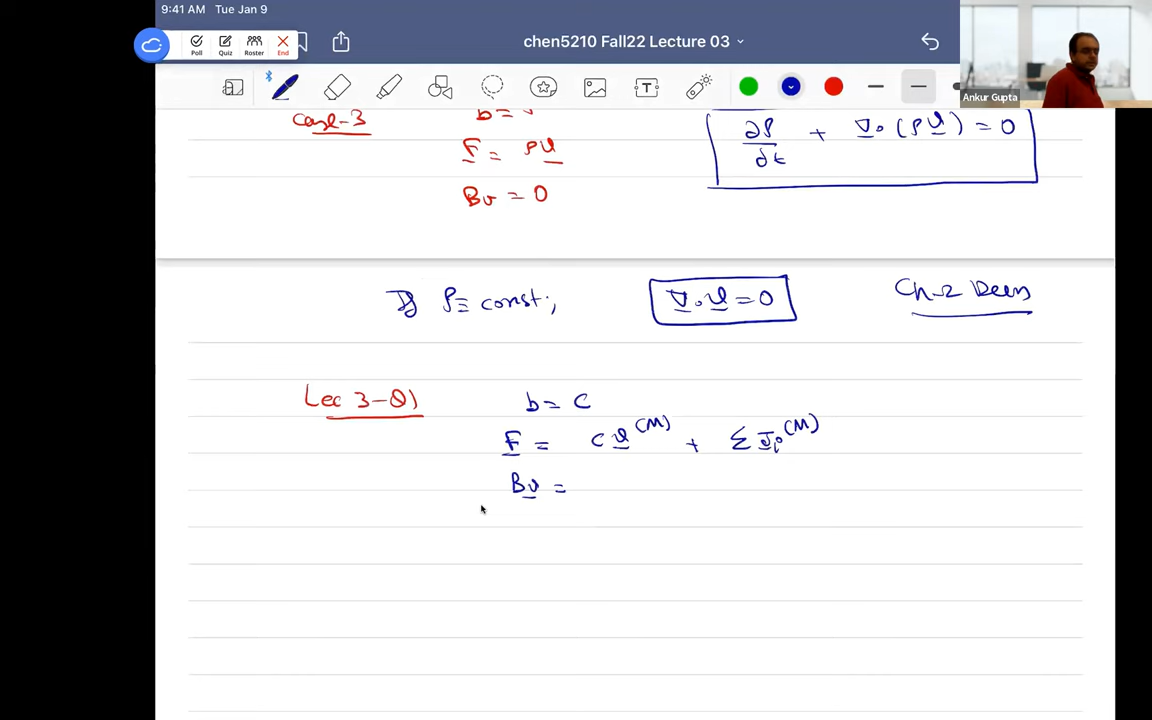 9:41 AM Tue Jan 9
Poll Quiz Roster End
chen5210 Fall22 Lecture 03
Ankur Gupta
Case-3
b =
F = ρv
Bv = 0
∂ρ/∂t + ∇•(ρv) = 0
If ρ ≡ const; ∇•v = 0 Ch-2 Deen
Lec 3-Q1 b = C
F = C v^(M) + Σ J_i^(M)
Bv =